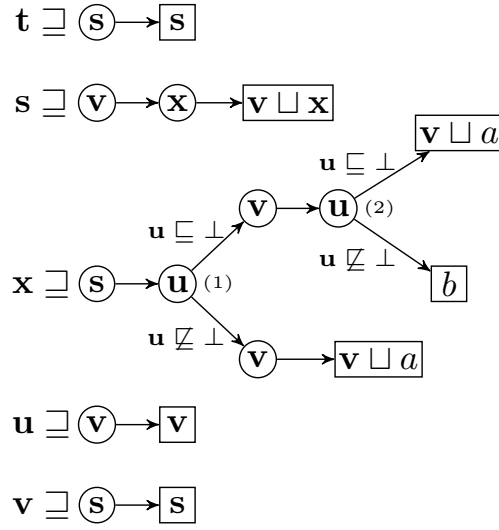 t ⊒ s s
s ⊒ v x v ⊔ x
v ⊔ a
u ⊑ ⊥
u ⊑ ⊥ v u (2)
u ⋢ ⊥
x ⊒ s u (1) b
u ⋢ ⊥
v v ⊔ a
u ⊒ v v
v ⊒ s s